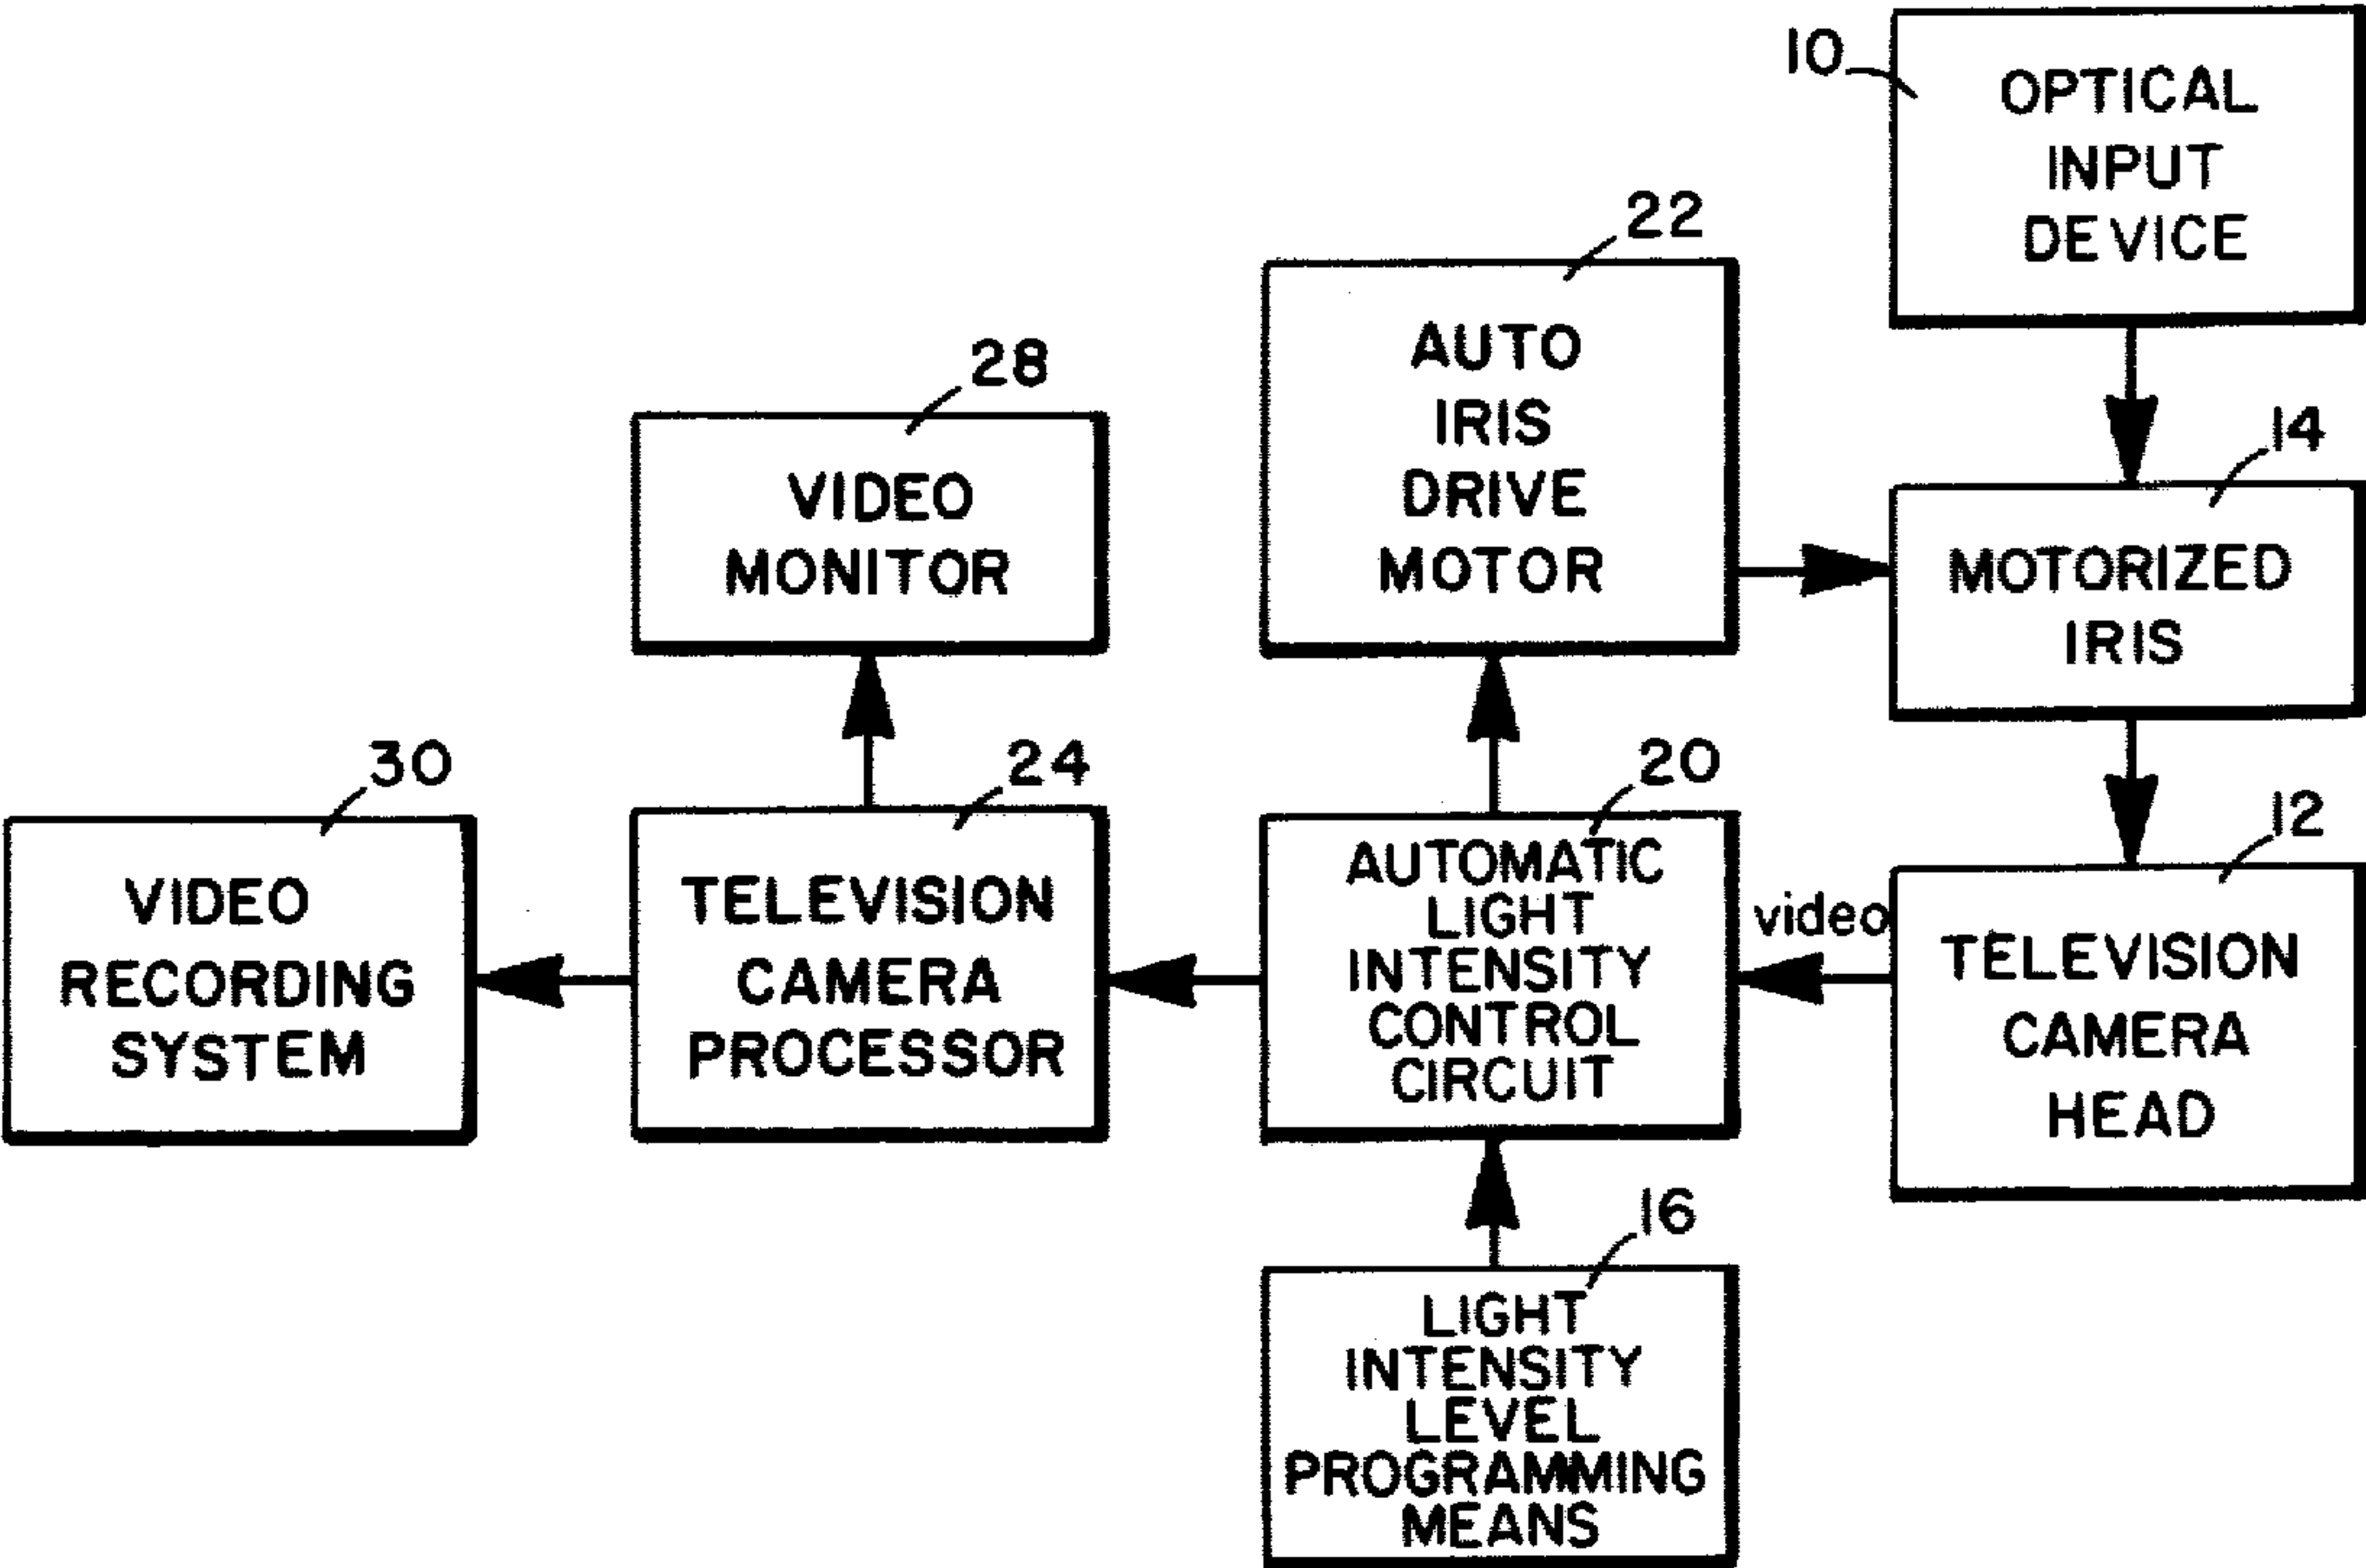 10
OPTICAL
INPUT
DEVICE
22
AUTO
IRIS
DRIVE
MOTOR
28
VIDEO
MONITOR
14
MOTORIZED
IRIS
30
VIDEO
RECORDING
SYSTEM
24
TELEVISION
CAMERA
PROCESSOR
20
AUTOMATIC
LIGHT
INTENSITY
CONTROL
CIRCUIT
video
12
TELEVISION
CAMERA
HEAD
16
LIGHT
INTENSITY
LEVEL
PROGRAMMING
MEANS